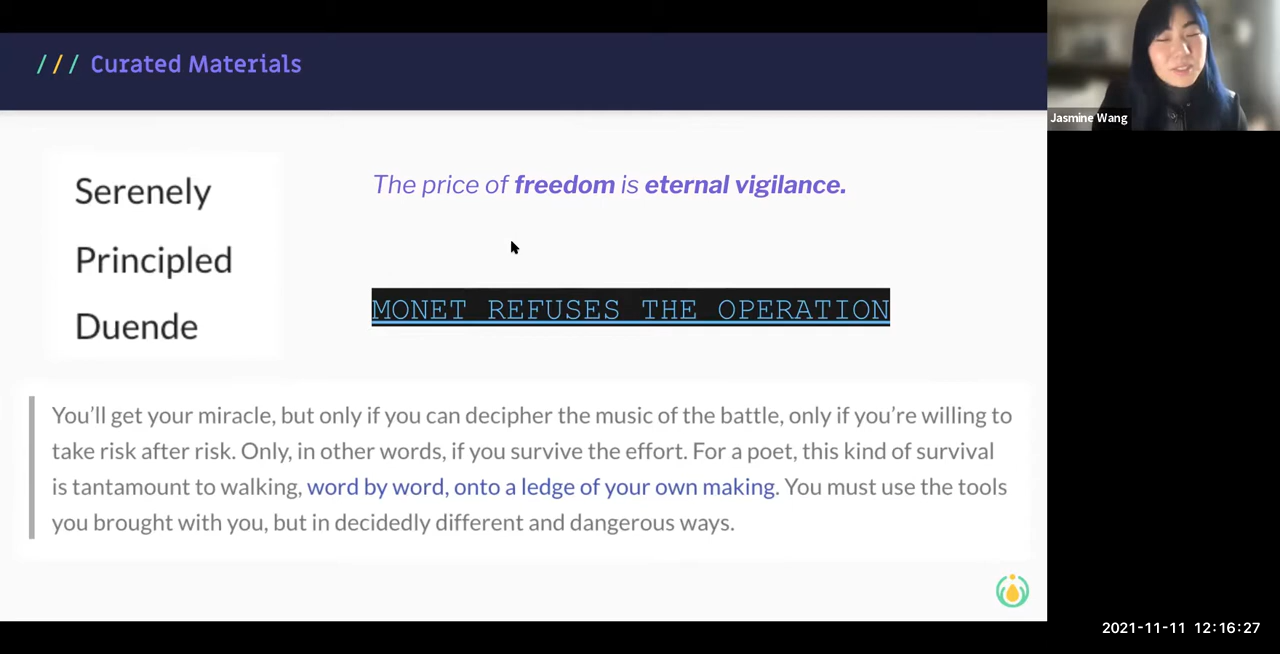 /// Curated Materials
Jasmine Wang
Serenely
Principled
Duende
The price of freedom is eternal vigilance.
MONET REFUSES THE OPERATION
You’ll get your miracle, but only if you can decipher the music of the battle, only if you’re willing to
take risk after risk. Only, in other words, if you survive the effort. For a poet, this kind of survival
is tantamount to walking, word by word, onto a ledge of your own making. You must use the tools
you brought with you, but in decidedly different and dangerous ways.
2021-11-11 12:16:27